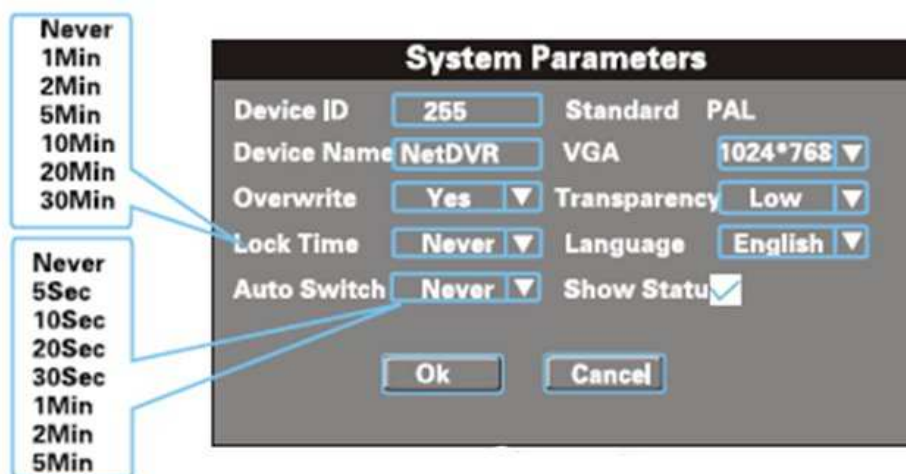 Never
1Min
2Min
5Min
10Min
20Min
30Min
Never
5Sec
10Sec
20Sec
30Sec
1Min
2Min
5Min
System Parameters
Device ID 255 Standard PAL
Device Name NetDVR VGA 1024*768
Overwrite Yes Transparency Low
Lock Time Never Language English
Auto Switch Never Show Statu
Ok Cancel